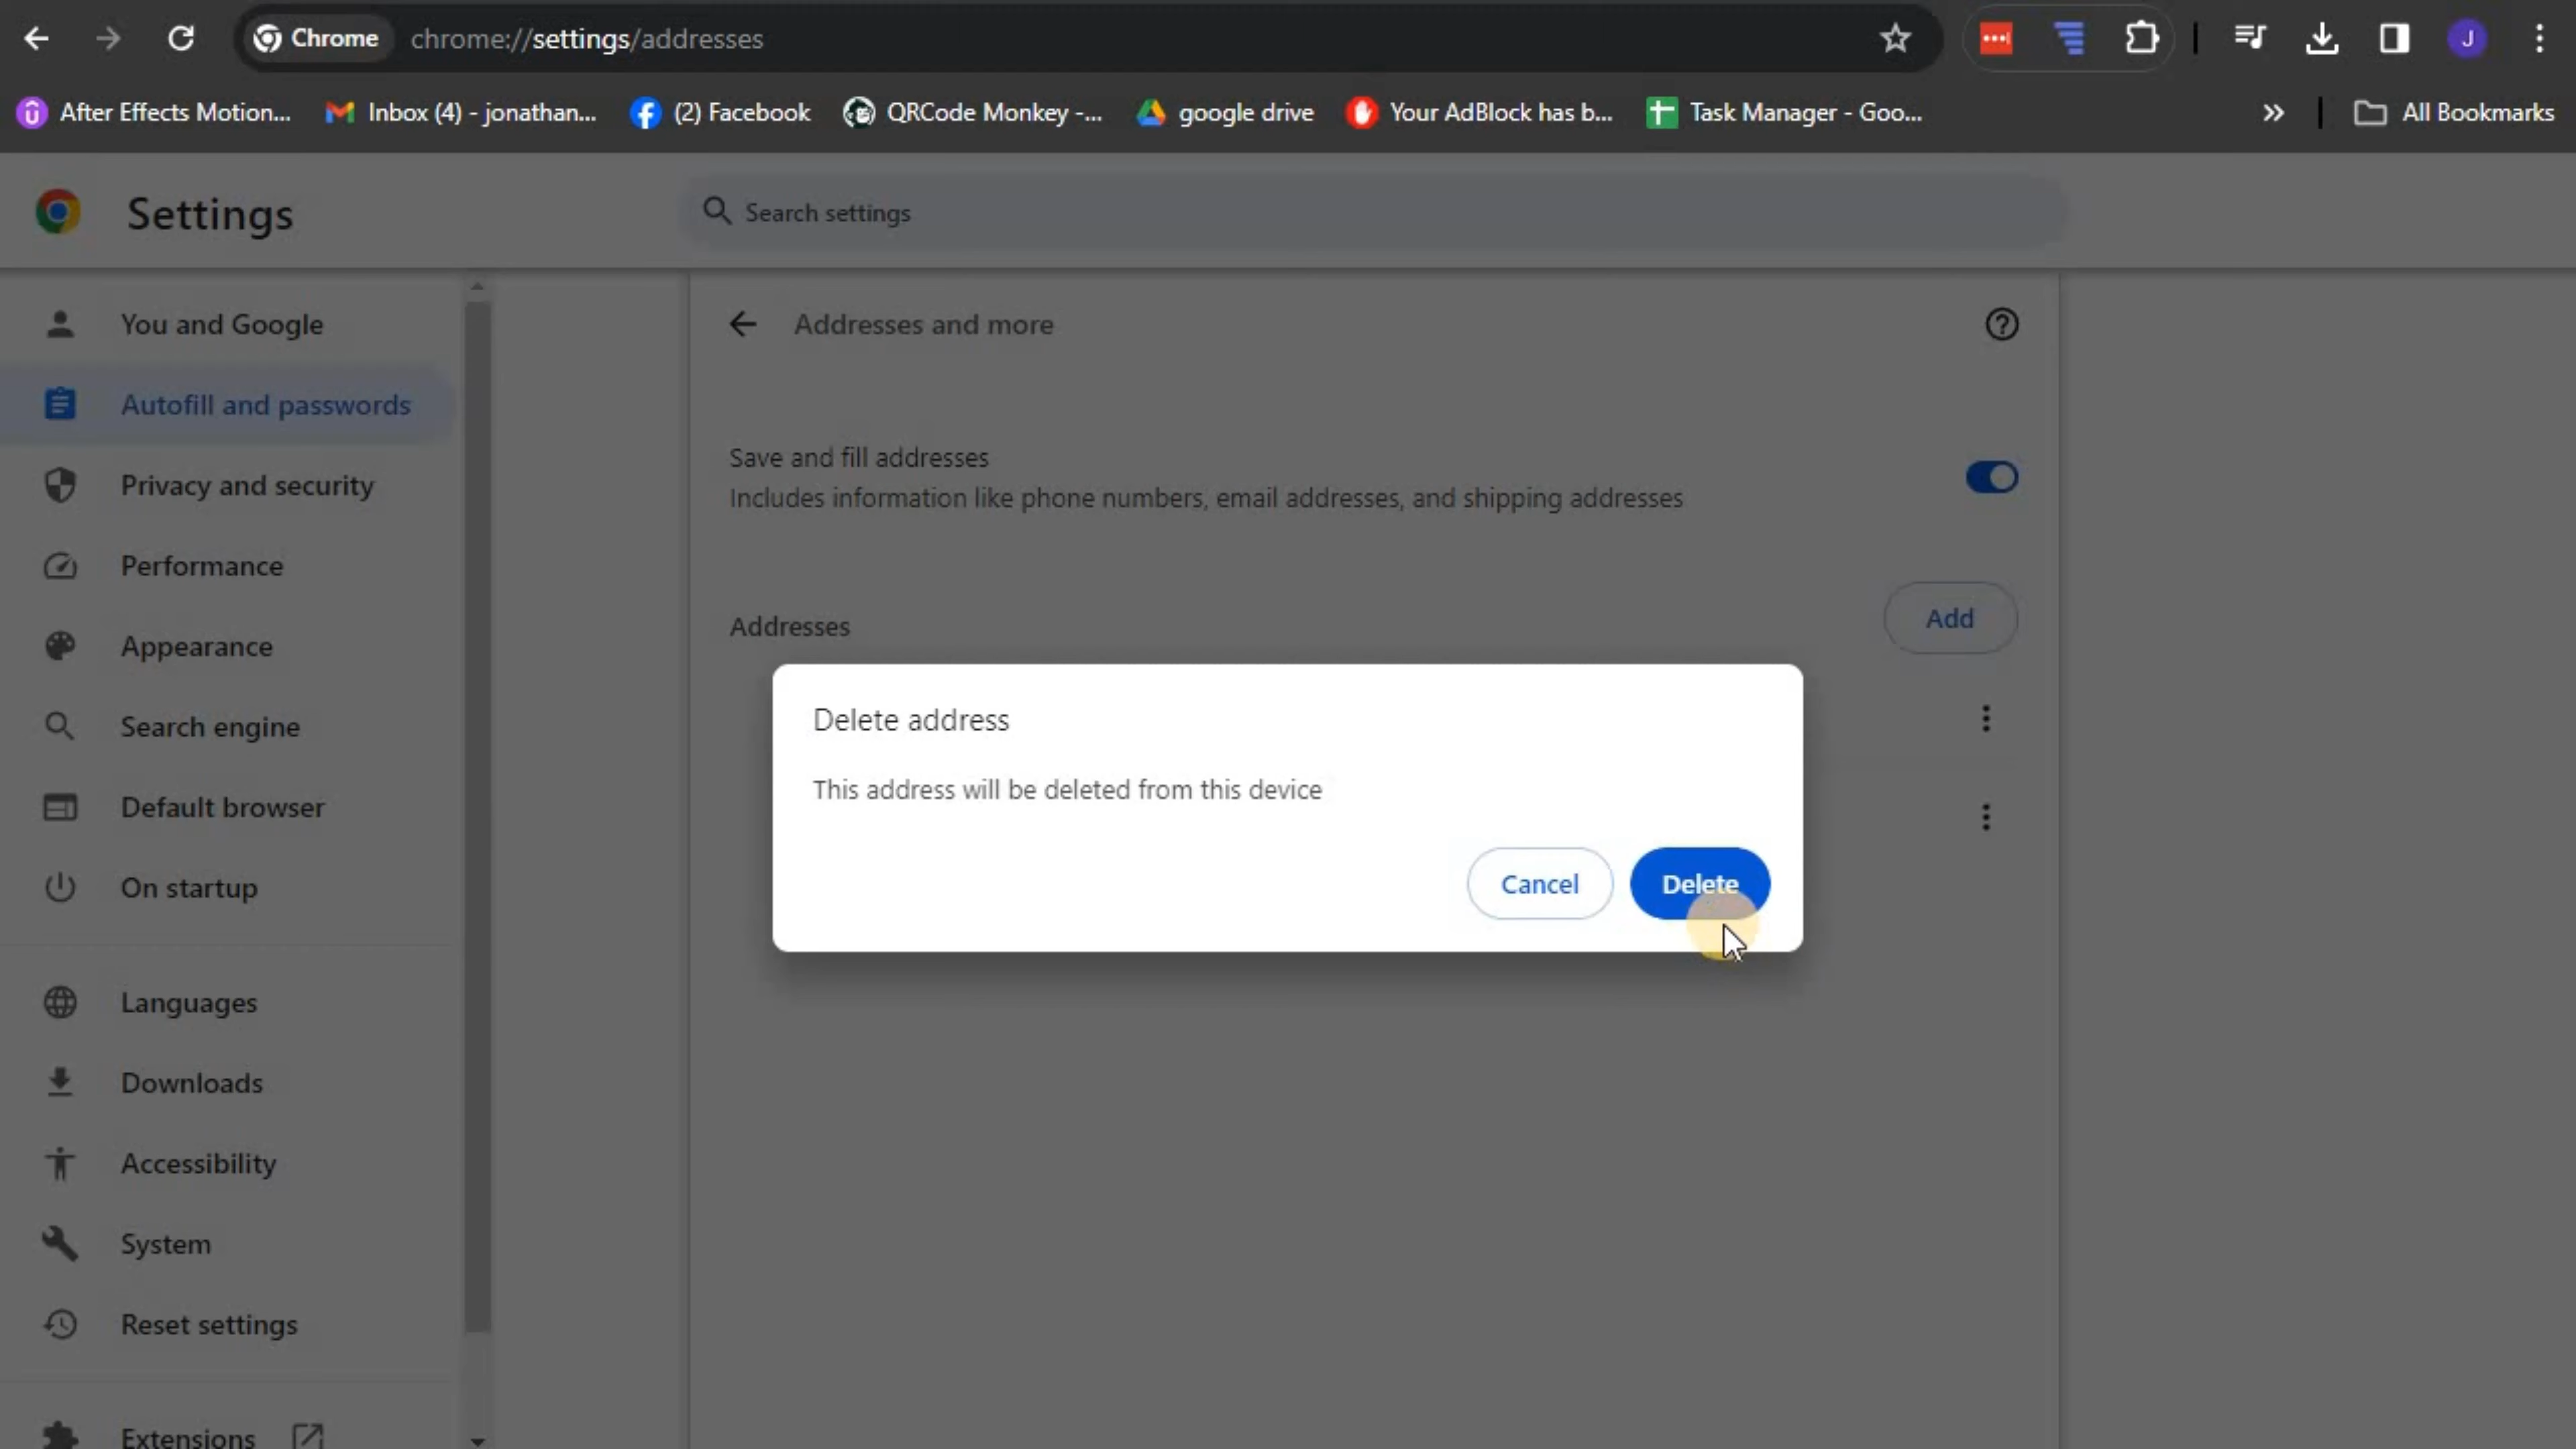 Chrome chrome://settings/addresses J
After Effects Motion... Inbox (4) - jonathan... (2) Facebook QRCode Monkey -... google drive Your AdBlock has b... Task Manager - Goo... All Bookmarks
Settings
Search settings
You and Google
Autofill and passwords
Privacy and security
Performance
Appearance
Search engine
Default browser
On startup
Languages
Downloads
Accessibility
System
Reset settings
Extensions
Addresses and more
Save and fill addresses
Includes information like phone numbers, email addresses, and shipping addresses
Addresses
Add
Delete address
This address will be deleted from this device
Cancel Delete